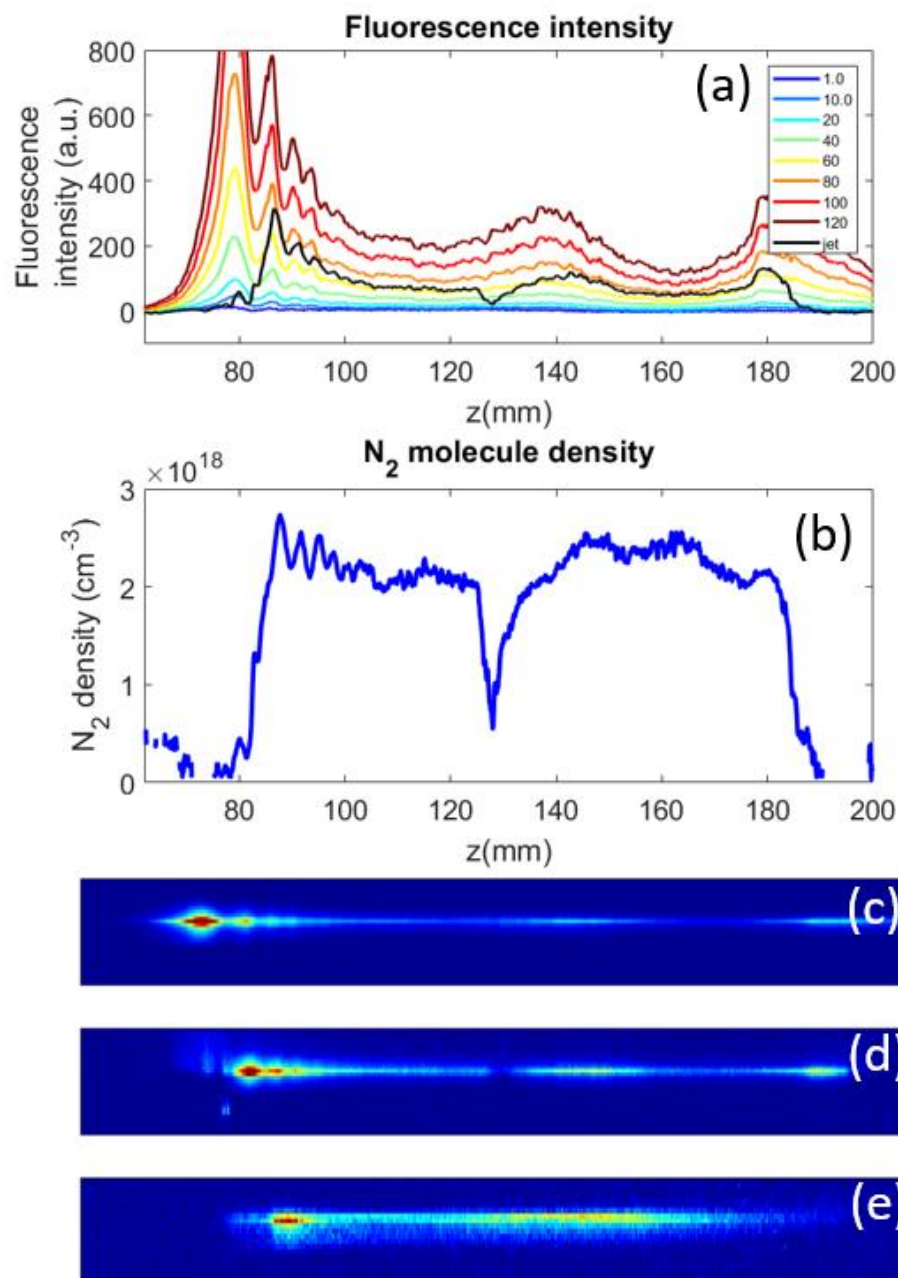 Fluorescence intensity
800
600
400
200
0
Fluorescence
intensity (a.u.)
(a)
1.0
10.0
20
40
60
80
100
120
jet
80 100 120 140 160 180 200
z(mm)
N2 molecule density
×10^18
3
2
1
0
N2 density (cm-3)
(b)
80 100 120 140 160 180 200
z(mm)
(c)
(d)
(e)